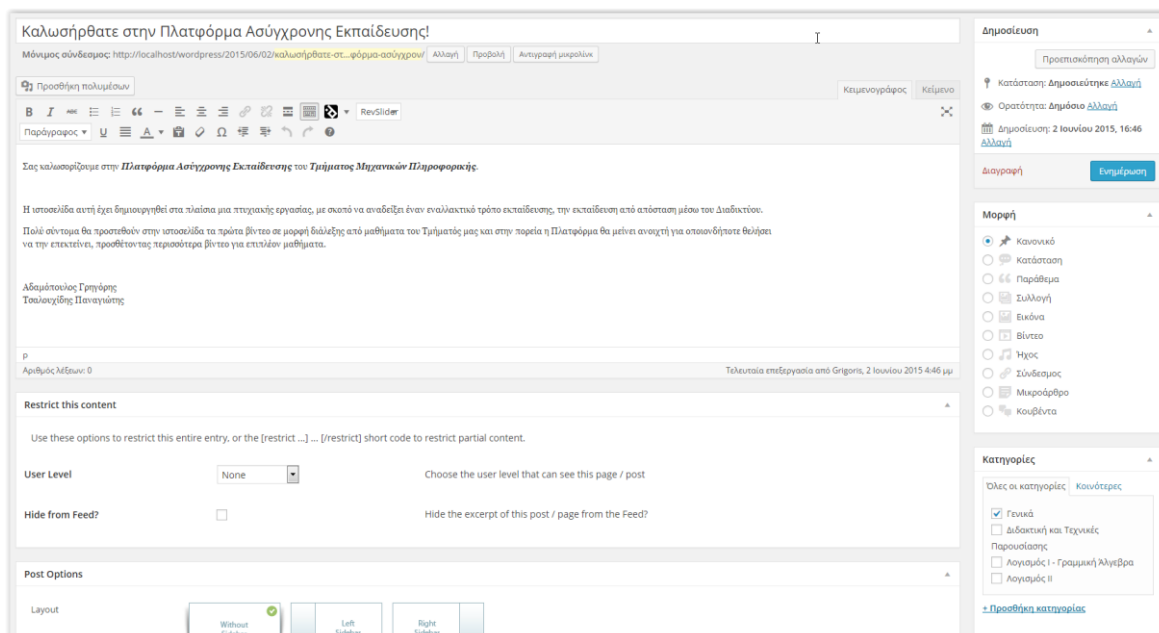 Καλωσήρθατε στην Πλατφόρμα Ασύγχρονης Εκπαίδευσης!
Μόνιμος σύνδεσμος: http://localhost/wordpress/2015/06/02/καλωσήρθατε-στ...φόρμα-ασύγχρον/ Αλλαγή Προβολή Αντιγραφή μικρολίνκ
Προσθήκη πολυμέσων
Κειμενογράφος Κείμενο
B I ABC RevSlider
Παράγραφος U A Ω
Σας καλωσορίζουμε στην Πλατφόρμα Ασύγχρονης Εκπαίδευσης του Τμήματος Μηχανικών Πληροφορικής.
Η ιστοσελίδα αυτή έχει δημιουργηθεί στα πλαίσια μια πτυχιακής εργασίας, με σκοπό να αναδείξει έναν εναλλακτικό τρόπο εκπαίδευσης, την εκπαίδευση από απόσταση μέσω του Διαδικτύου.
Πολύ σύντομα θα προστεθούν στην ιστοσελίδα τα πρώτα βίντεο σε μορφή διάλεξης από μαθήματα του Τμήματός μας και στην πορεία η Πλατφόρμα θα μείνει ανοιχτή για οποιονδήποτε θελήσει
να την επεκτείνει, προσθέτοντας περισσότερα βίντεο για επιπλέον μαθήματα.
Αδαμόπουλος Γρηγόρης
Τσαλουχίδης Παναγιώτης
p
Αριθμός λέξεων: 0 Τελευταία επεξεργασία από Grigoris, 2 Ιουνίου 2015 4:46 μμ
Restrict this content
Use these options to restrict this entire entry, or the [restrict ...] ... [/restrict] short code to restrict partial content.
User Level None Choose the user level that can see this page / post
Hide from Feed? Hide the excerpt of this post / page from the Feed?
Post Options
Layout
Without
Sidebar
Left
Sidebar
Right
Sidebar
Δημοσίευση
Προεπισκόπηση αλλαγών
Κατάσταση: Δημοσιεύτηκε Αλλαγή
Ορατότητα: Δημόσιο Αλλαγή
Δημοσίευση: 2 Ιουνίου 2015, 16:46
Αλλαγή
Διαγραφή Ενημέρωση
Μορφή
Κανονικό
Κατάσταση
Παράθεμα
Συλλογή
Εικόνα
Βίντεο
Ήχος
Σύνδεσμος
Μικροάρθρο
Κουβέντα
Κατηγορίες
Όλες οι κατηγορίες Κοινότερες
Γενικά
Διδακτική και Τεχνικές
Παρουσίασης
Λογισμός Ι - Γραμμική Άλγεβρα
Λογισμός ΙΙ
+ Προσθήκη κατηγορίας